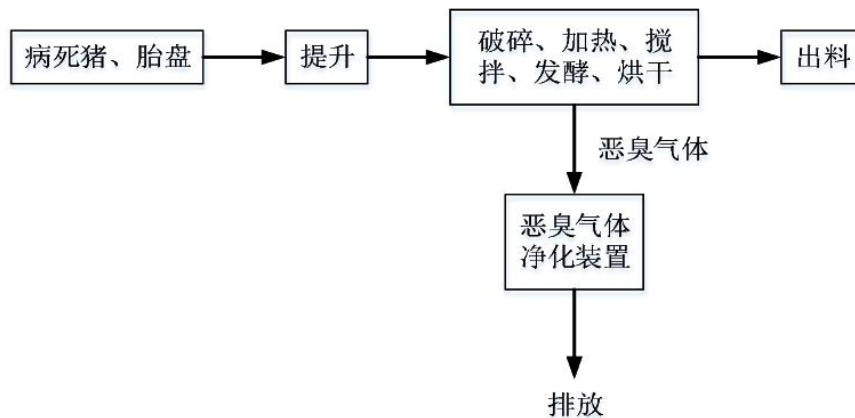 病死猪、胎盘
提升
破碎、加热、搅
拌、发酵、烘干
出料
恶臭气体
恶臭气体
净化装置
排放